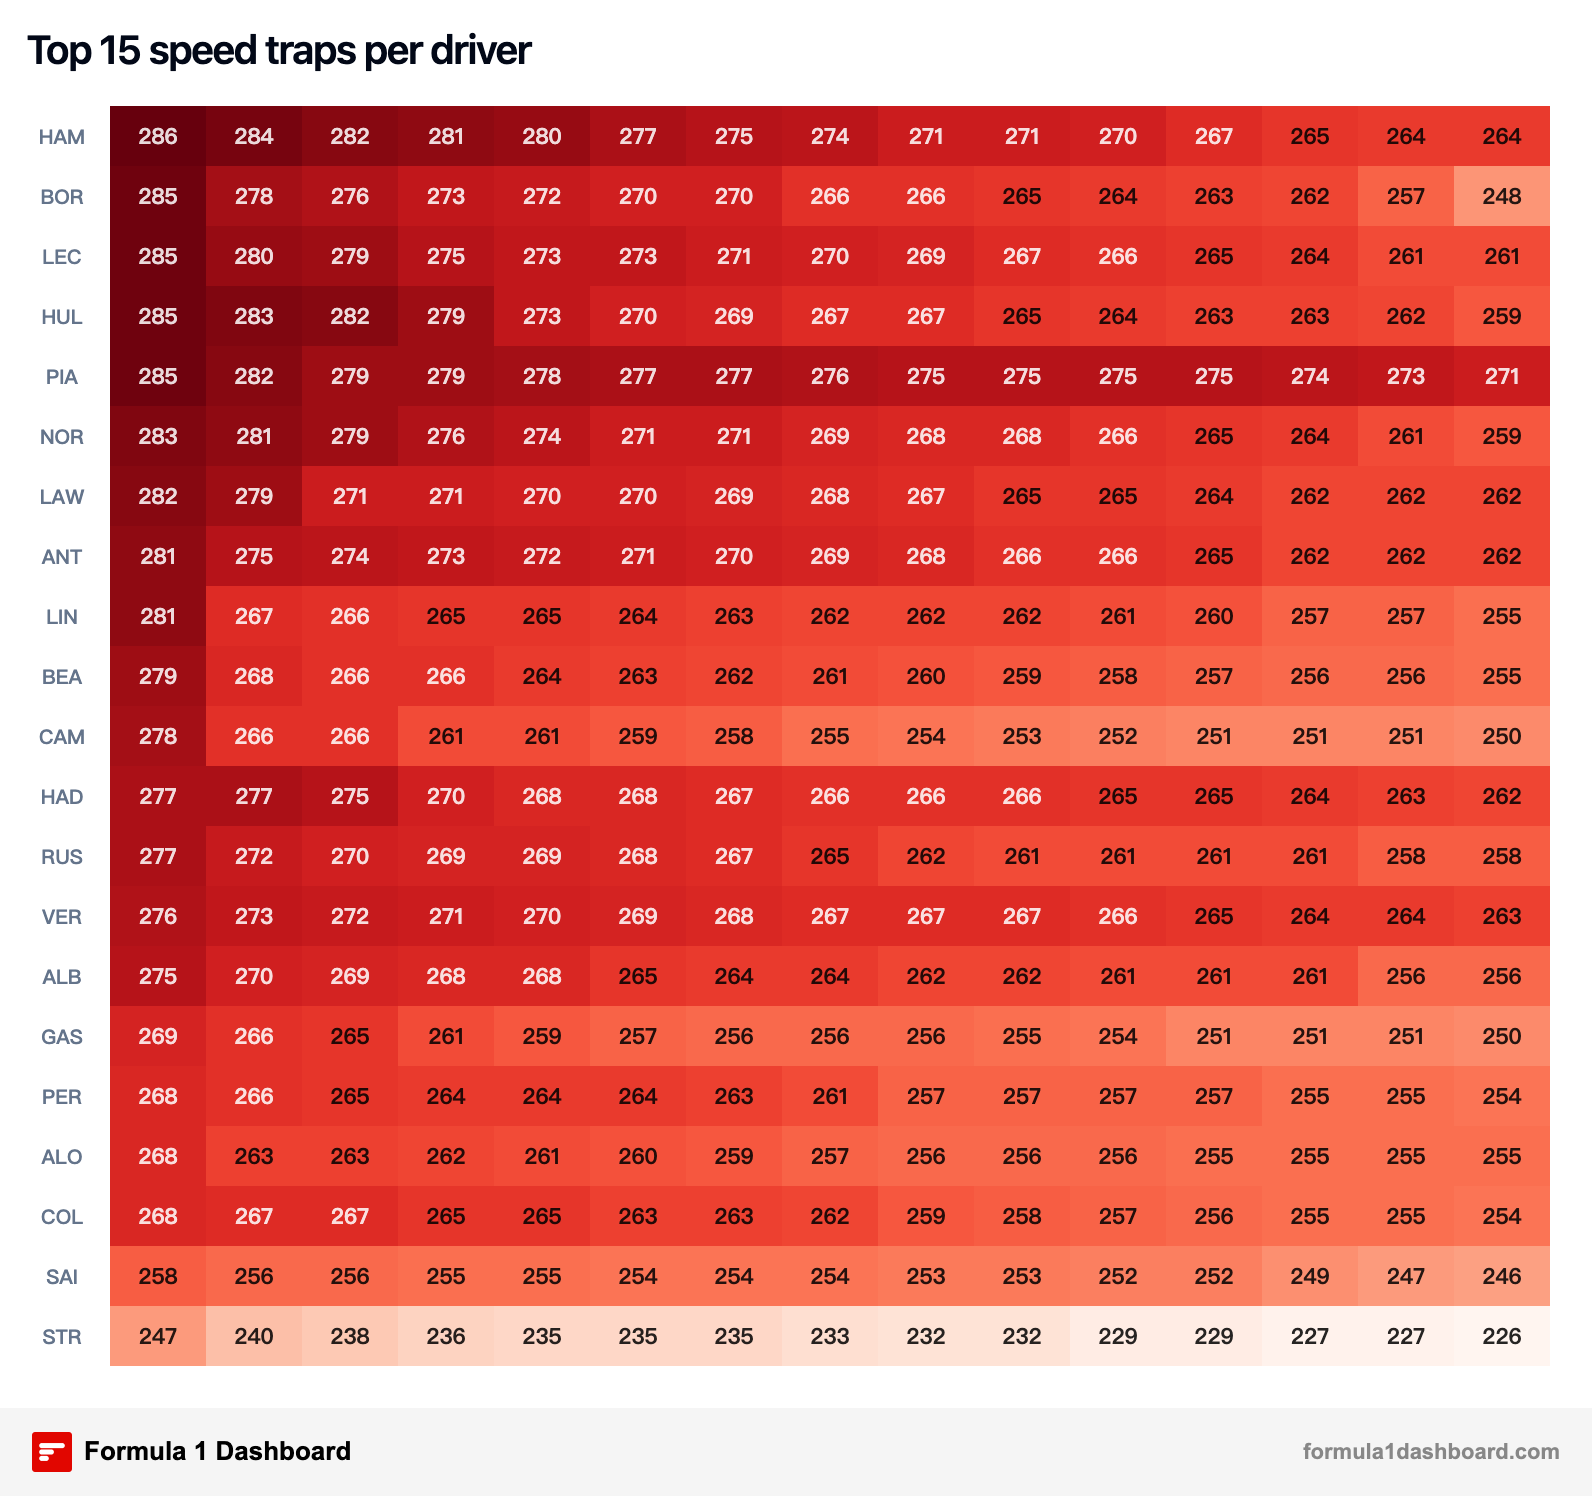 Top 15 speed traps per driver
HAM 286 284 282 281 280 277 275 274 271 271 270 267 265 264 264
BOR 285 278 276 273 272 270 270 266 266 265 264 263 262 257 248
LEC 285 280 279 275 273 273 271 270 269 267 266 265 264 261 261
HUL 285 283 282 279 273 270 269 267 267 265 264 263 263 262 259
PIA 285 282 279 279 278 277 277 276 275 275 275 275 274 273 271
NOR 283 281 279 276 274 271 271 269 268 268 266 265 264 261 259
LAW 282 279 271 271 270 270 269 268 267 265 265 264 262 262 262
ANT 281 275 274 273 272 271 270 269 268 266 266 265 262 262 262
LIN 281 267 266 265 265 264 263 262 262 262 261 260 257 257 255
BEA 279 268 266 266 264 263 262 261 260 259 258 257 256 256 255
CAM 278 266 266 261 261 259 258 255 254 253 252 251 251 251 250
HAD 277 277 275 270 268 268 267 266 266 266 265 265 264 263 262
RUS 277 272 270 269 269 268 267 265 262 261 261 261 261 258 258
VER 276 273 272 271 270 269 268 267 267 267 266 265 264 264 263
ALB 275 270 269 268 268 265 264 264 262 262 261 261 261 256 256
GAS 269 266 265 261 259 257 256 256 256 255 254 251 251 251 250
PER 268 266 265 264 264 264 263 261 257 257 257 257 255 255 254
ALO 268 263 263 262 261 260 259 257 256 256 256 255 255 255 255
COL 268 267 267 265 265 263 263 262 259 258 257 256 255 255 254
SAI 258 256 256 255 255 254 254 254 253 253 252 252 249 247 246
STR 247 240 238 236 235 235 235 233 232 232 229 229 227 227 226
Formula 1 Dashboard
formula1dashboard.com